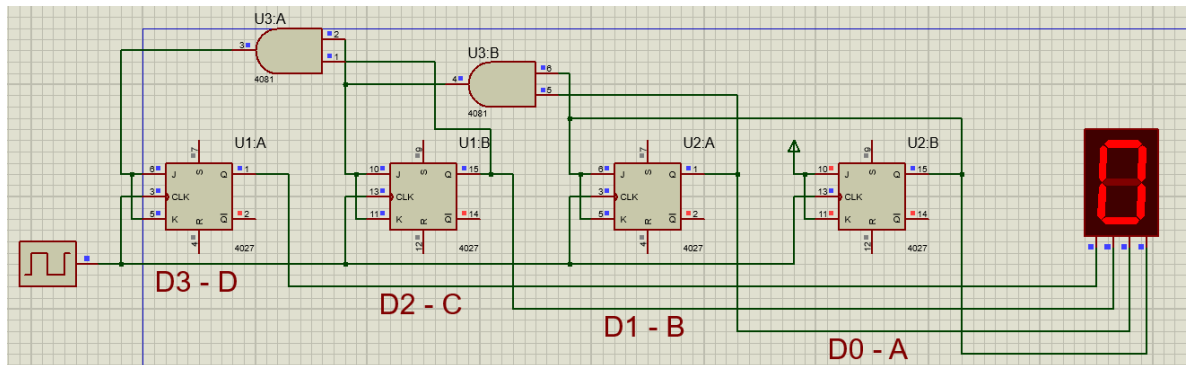 U3:A
2
3
1
4081
U3:B
6
4
5
4081
U1:A
7
6
J
S
Q
1
3
CLK
5
K
R
Q̅
2
4
4027
U1:B
9
10
J
S
Q
15
13
CLK
11
K
R
Q̅
14
12
4027
U2:A
7
6
J
S
Q
1
3
CLK
5
K
R
Q̅
2
4
4027
U2:B
9
10
J
S
Q
15
13
CLK
11
K
R
Q̅
14
12
4027
0
D3 - D
D2 - C
D1 - B
D0 - A